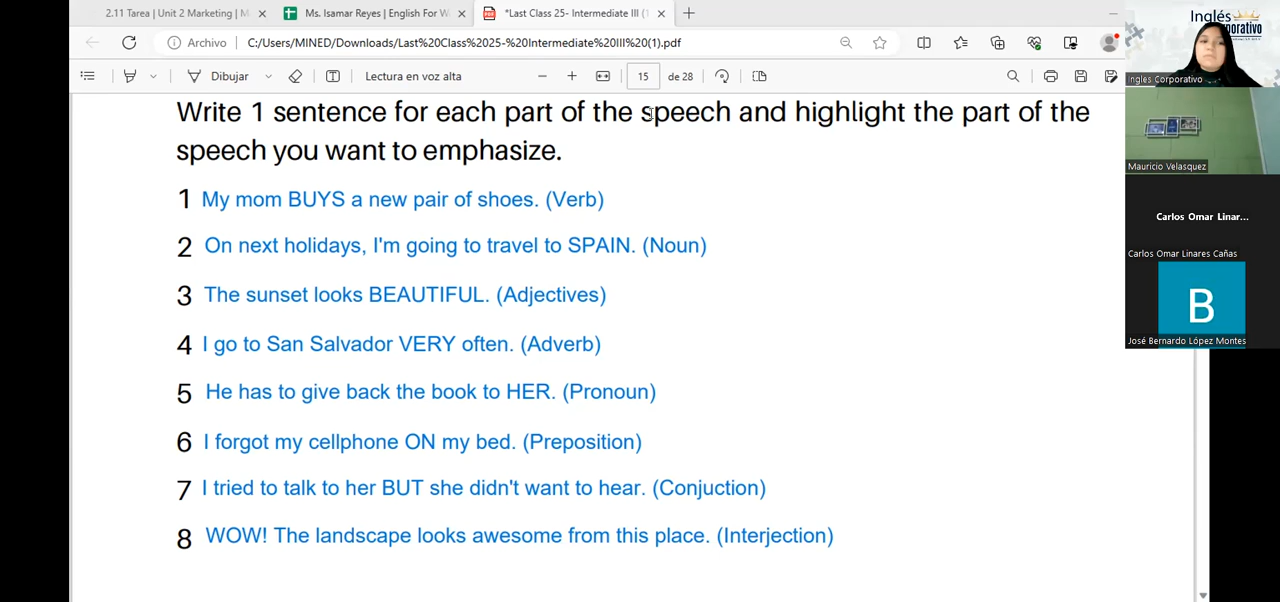 2.11 Tarea | Unit 2 Marketing | M
Ms. Isamar Reyes | English For W
*Last Class 25- Intermediate III (1
Archivo
C:/Users/MINED/Downloads/Last%20Class%2025-%20Intermediate%20III%20(1).pdf
Dibujar
Lectura en voz alta
15
de 28
Write 1 sentence for each part of the speech and highlight the part of the
speech you want to emphasize.
1 My mom BUYS a new pair of shoes. (Verb)
2 On next holidays, I'm going to travel to SPAIN. (Noun)
3 The sunset looks BEAUTIFUL. (Adjectives)
4 I go to San Salvador VERY often. (Adverb)
5 He has to give back the book to HER. (Pronoun)
6 I forgot my cellphone ON my bed. (Preposition)
7 I tried to talk to her BUT she didn't want to hear. (Conjuction)
8 WOW! The landscape looks awesome from this place. (Interjection)
Inglés
Ingles Corporativo
Mauricio Velasquez
Carlos Omar Linar...
Carlos Omar Linares Cañas
B
José Bernardo López Montes